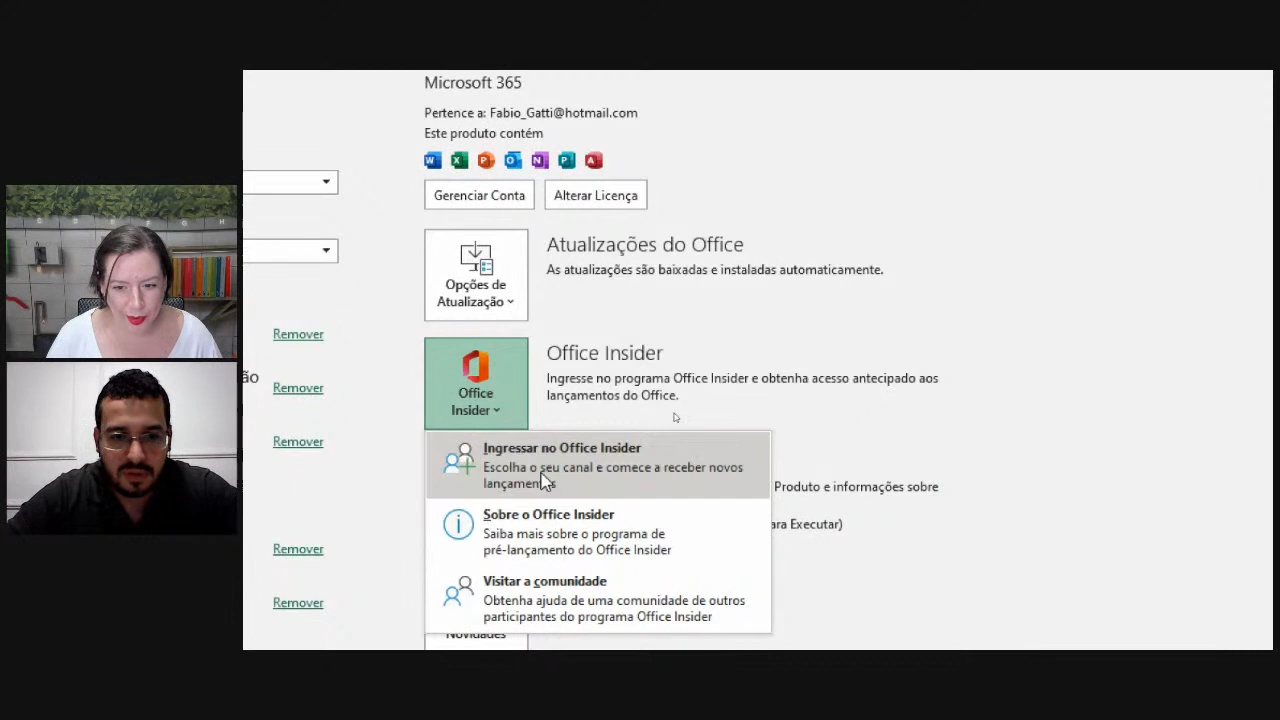 Microsoft 365
Pertence a: Fabio_Gatti@hotmail.com
Este produto contém
Gerenciar Conta
Alterar Licença
Atualizações do Office
As atualizações são baixadas e instaladas automaticamente.
Opções de
Atualização
Remover
Office Insider
Ingresse no programa Office Insider e obtenha acesso antecipado aos
lançamentos do Office.
ão
Remover
Office
Insider
Remover
Ingressar no Office Insider
Escolha o seu canal e comece a receber novos
lançamentos
Produto e informações sobre
Sobre o Office Insider
Saiba mais sobre o programa de
pré-lançamento do Office Insider
ara Executar)
Remover
Visitar a comunidade
Obtenha ajuda de uma comunidade de outros
participantes do programa Office Insider
Remover
Novidades